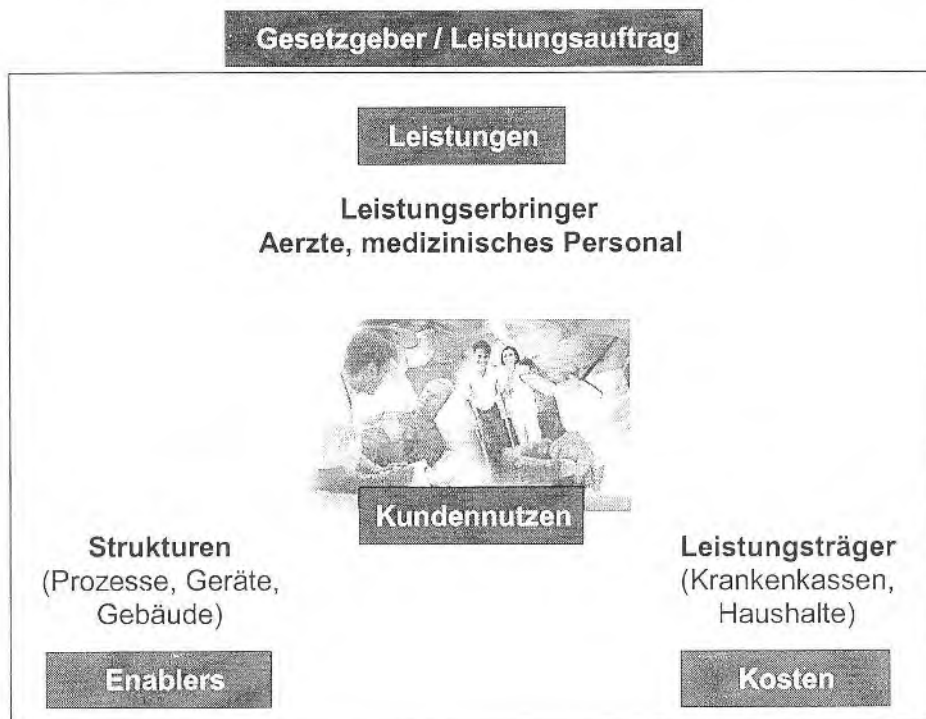 Gesetzgeber / Leistungsauftrag
Leistungen
Leistungserbringer
Aerzte, medizinisches Personal
Kundennutzen
Strukturen
(Prozesse, Geräte,
Gebäude)
Enablers
Leistungsträger
(Krankenkassen,
Haushalte)
Kosten